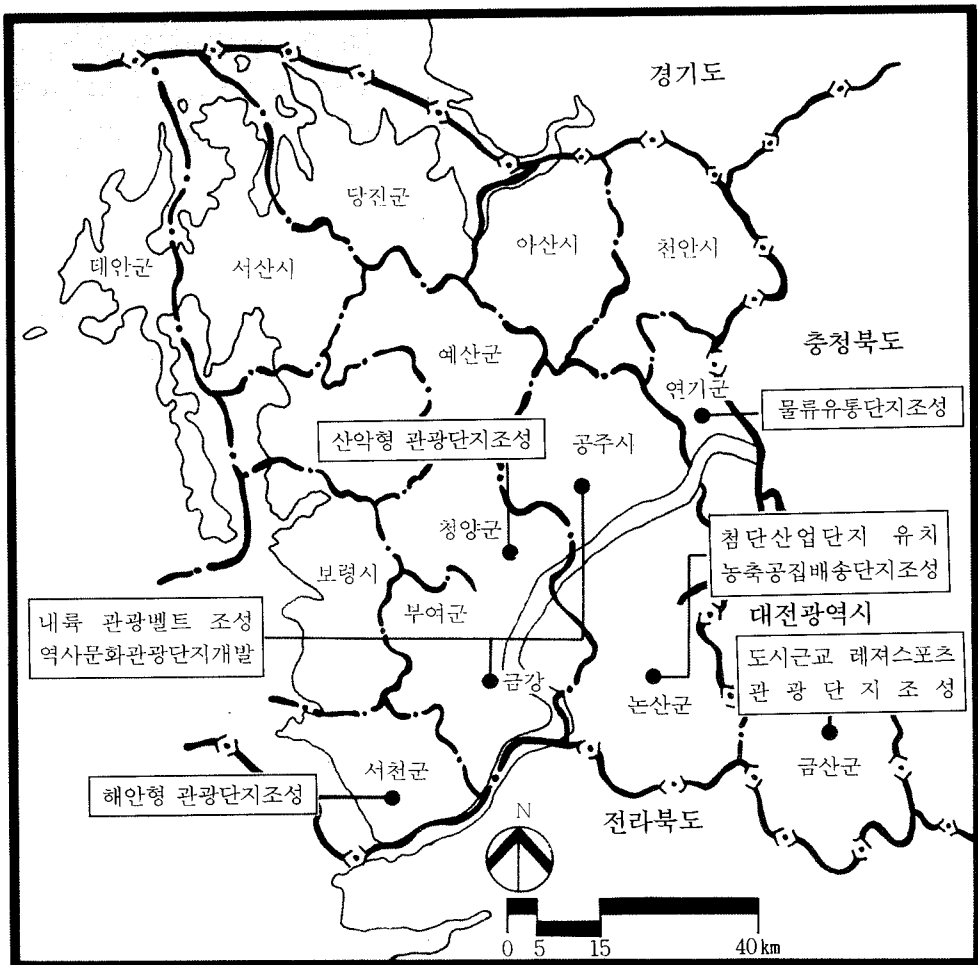 경기도
당진군
아산시
천안시
태안군
서산시
충청북도
예산군
연기군
물류유통단지조성
산악형 관광단지조성
공주시
청양군
첨단산업단지 유치
농축공집배송단지조성
보령시
부여군
내륙 관광벨트 조성
역사문화관광단지개발
대전광역시
도시근교 레져스포츠
관광단지조성
금강
논산군
금산군
서천군
해안형 관광단지조성
전라북도
N
0 5 15 40km